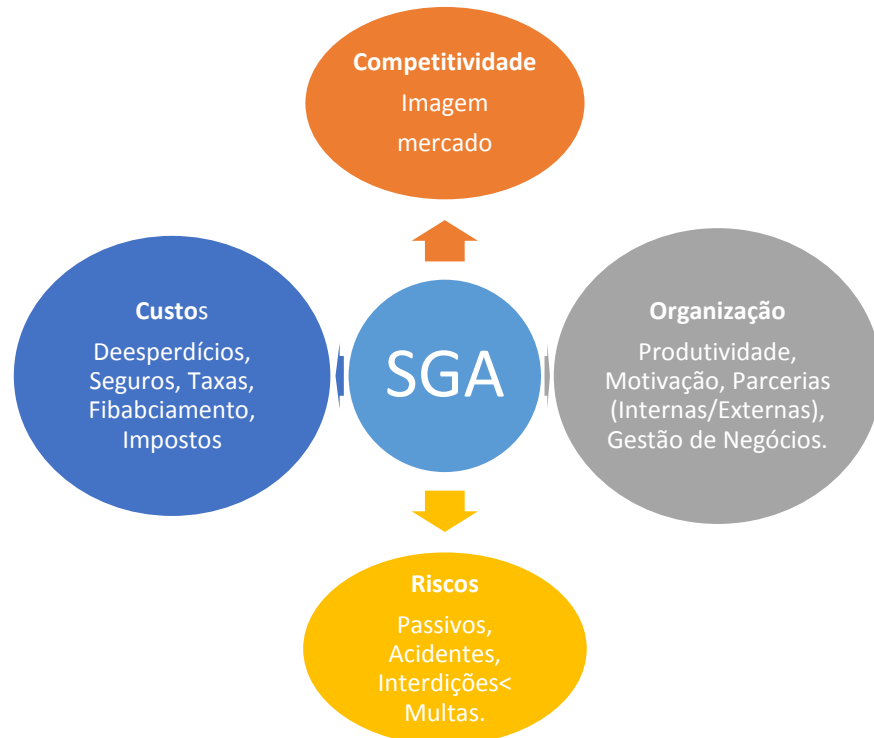 Competitividade
Imagem
mercado
Custos
Deesperdícios,
Seguros, Taxas,
Fibabciamento,
Impostos
SGA
Organização
Produtividade,
Motivação, Parcerias
(Internas/Externas),
Gestão de Negócios.
Riscos
Passivos,
Acidentes,
Interdições<
Multas.